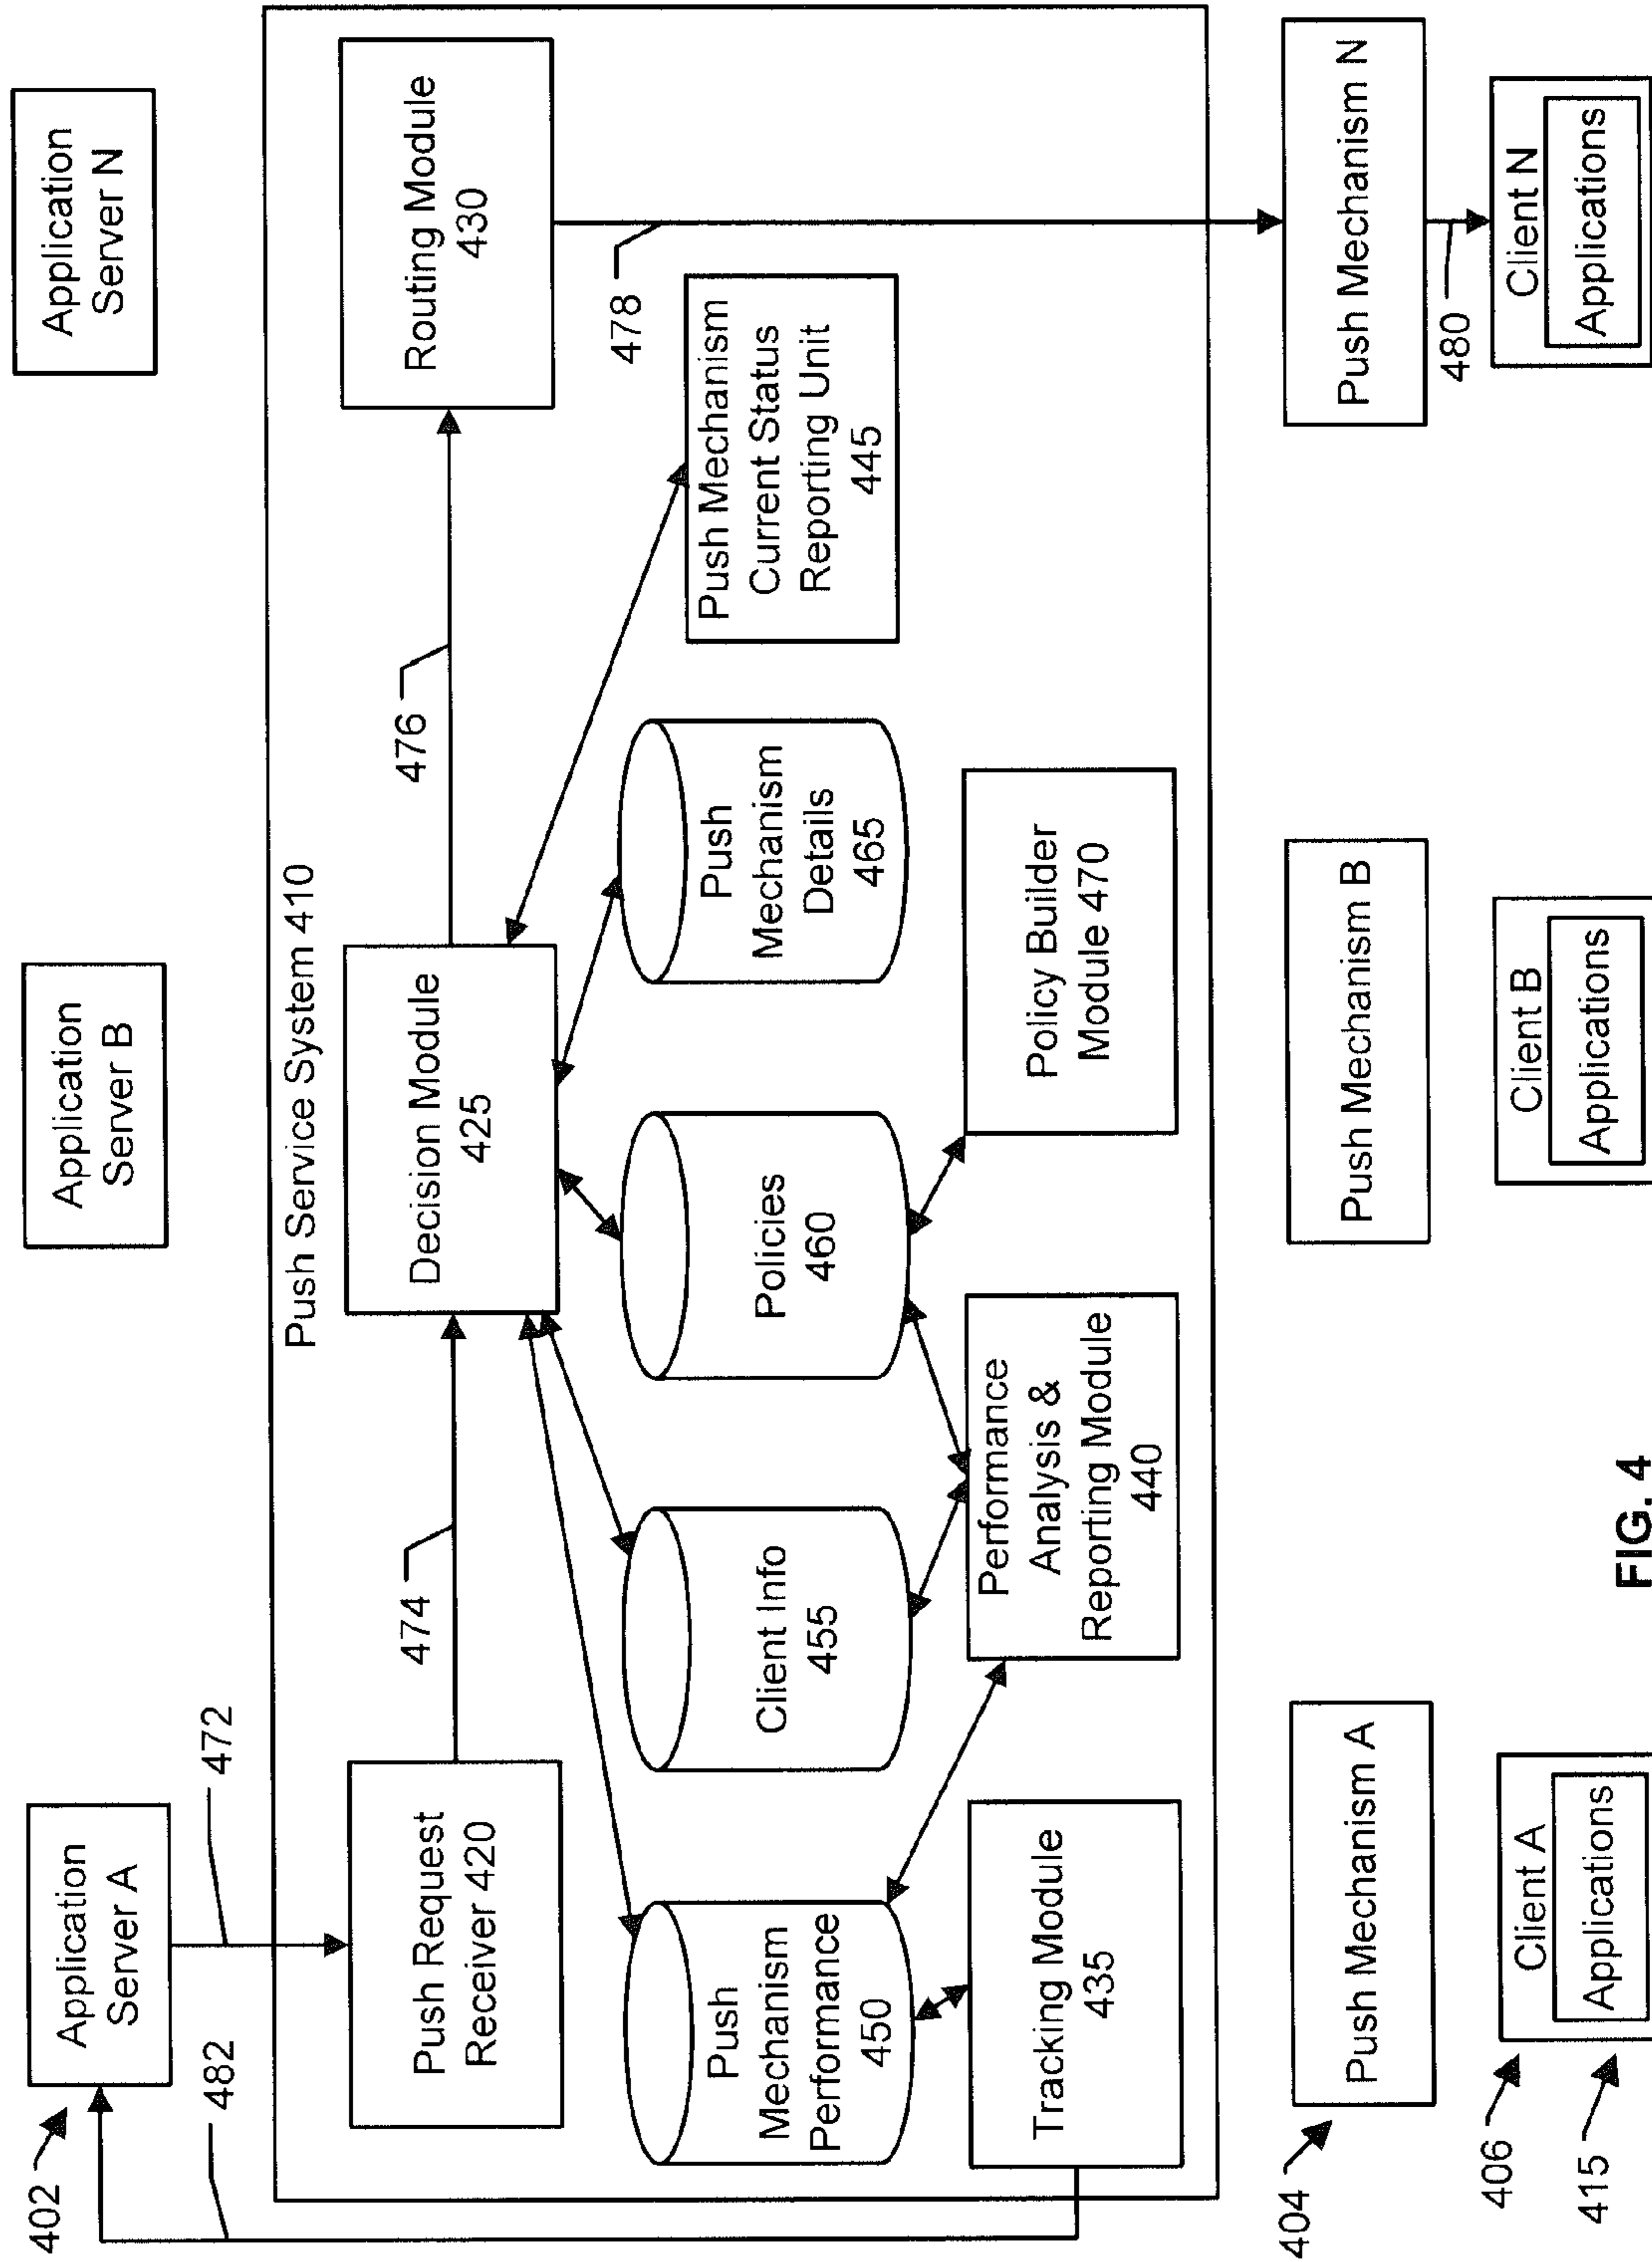 Application
Server A
Application
Server B
Application
Server N
402
482
472
Push Service System 410
Push Request
Receiver 420
474
Decision Module
425
476
Routing Module
430
Push
Mechanism
Performance
450
Client Info
455
Policies
460
Push
Mechanism
Details
465
Push Mechanism
Current Status
Reporting Unit
445
478
Tracking Module
435
Performance
Analysis &
Reporting Module
440
Policy Builder
Module 470
404
Push Mechanism A
Push Mechanism B
Push Mechanism N
480
406
415
Client A
Applications
Client B
Applications
Client N
Applications
FIG. 4